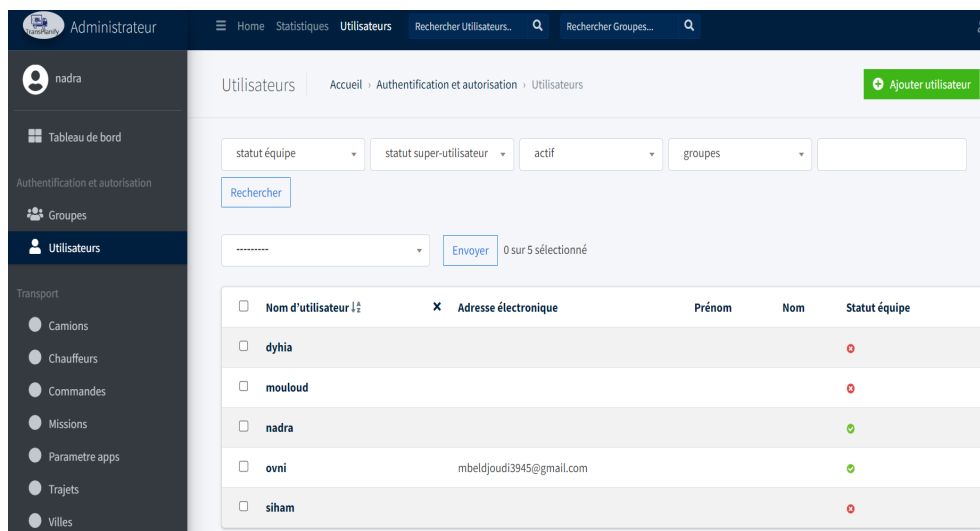 TransPlanify
Administrateur
Home Statistiques Utilisateurs Rechercher Utilisateurs.. Rechercher Groupes...
nadra
Utilisateurs Accueil › Authentification et autorisation › Utilisateurs Ajouter utilisateur
Tableau de bord
Authentification et autorisation
Groupes
Utilisateurs
Transport
Camions
Chauffeurs
Commandes
Missions
Parametre apps
Trajets
Villes
statut équipe statut super-utilisateur actif groupes
Rechercher
--------- Envoyer 0 sur 5 sélectionné
Nom d'utilisateur Adresse électronique Prénom Nom Statut équipe
dyhia
mouloud
nadra
ovni mbeldjoudi3945@gmail.com
siham